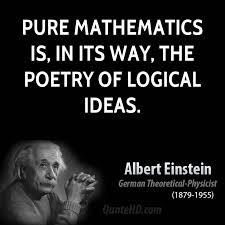 PURE MATHEMATICS
IS, IN ITS WAY, THE
POETRY OF LOGICAL
IDEAS.
Albert Einstein
German Theoretical-Physicist
(1879-1955)
QuoteHD.com